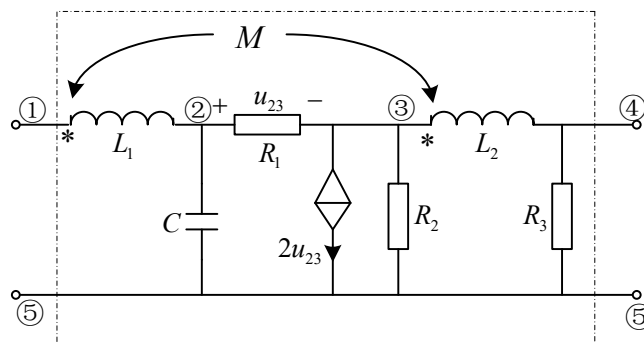 M
① ② + u₂₃ − ③ ④
* L₁ R₁ * L₂
C 2u₂₃ R₂ R₃
⑤ ⑤